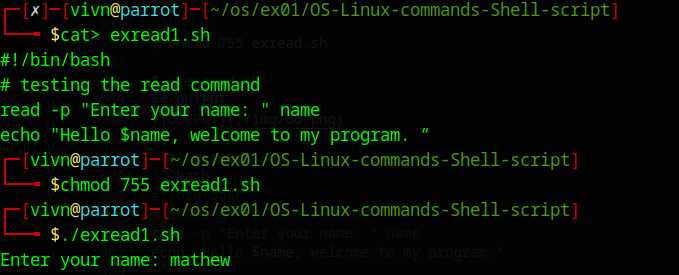 ┌─[✗]─[vivn@parrot]─[~/os/ex01/OS-Linux-commands-Shell-script]
└──╼ $cat> exread1.sh
#!/bin/bash
# testing the read command
read -p "Enter your name: " name
echo "Hello $name, welcome to my program. “
┌─[vivn@parrot]─[~/os/ex01/OS-Linux-commands-Shell-script]
└──╼ $chmod 755 exread1.sh
┌─[vivn@parrot]─[~/os/ex01/OS-Linux-commands-Shell-script]
└──╼ $./exread1.sh
Enter your name: mathew